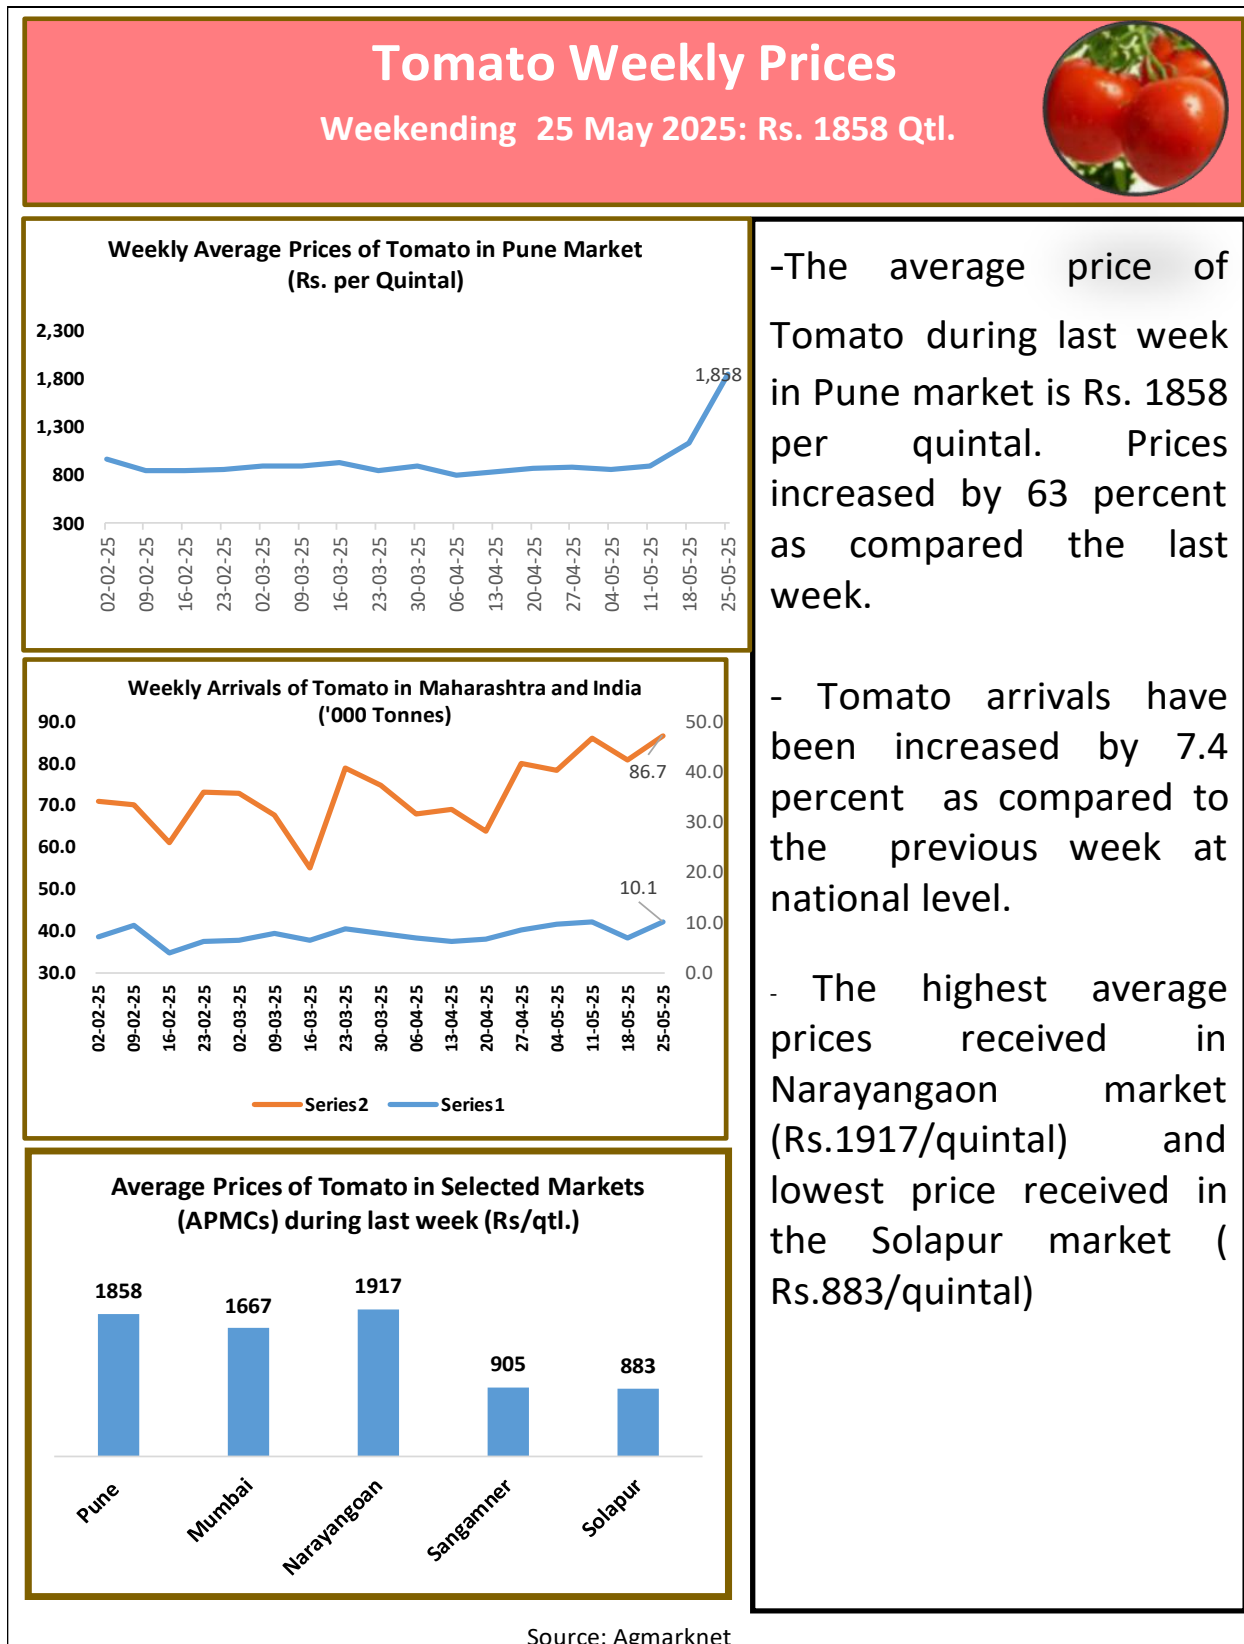 Tomato Weekly Prices
Weekending  25 May 2025: Rs. 1858 Qtl.
Weekly Average Prices of Tomato in Pune Market
(Rs. per Quintal)
2,300
1,800
1,300
800
300
1,858
02-02-25
09-02-25
16-02-25
23-02-25
02-03-25
09-03-25
16-03-25
23-03-25
30-03-25
06-04-25
13-04-25
20-04-25
27-04-25
04-05-25
11-05-25
18-05-25
25-05-25
Weekly Arrivals of Tomato in Maharashtra and India
('000 Tonnes)
90.0
80.0
70.0
60.0
50.0
40.0
30.0
50.0
40.0
30.0
20.0
10.0
0.0
86.7
10.1
02-02-25
09-02-25
16-02-25
23-02-25
02-03-25
09-03-25
16-03-25
23-03-25
30-03-25
06-04-25
13-04-25
20-04-25
27-04-25
04-05-25
11-05-25
18-05-25
25-05-25
Series2
Series1
Average Prices of Tomato in Selected Markets
(APMCs) during last week (Rs/qtl.)
1858
1667
1917
905
883
Pune
Mumbai
Narayangoan
Sangamner
Solapur
-The average price of
Tomato during last week
in Pune market is Rs. 1858
per quintal. Prices
increased by 63 percent
as compared the last
week.
- Tomato arrivals have
been increased by 7.4
percent as compared to
the previous week at
national level.
- The highest average
prices received in
Narayangaon market
(Rs.1917/quintal) and
lowest price received in
the Solapur market (
Rs.883/quintal)
Source: Agmarknet